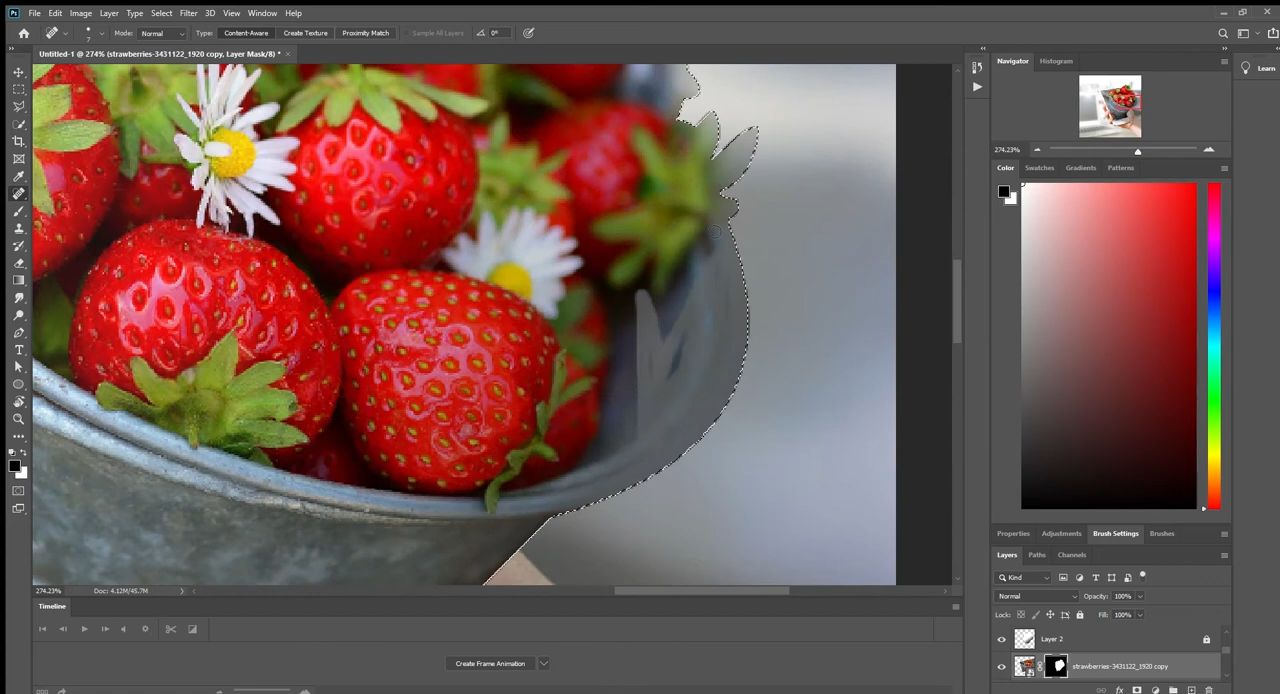 Ps File Edit Image Layer Type Select Filter 3D View Window Help
7 Mode: Normal Type: Content-Aware Create Texture Proximity Match Sample All Layers 0°
Untitled-1 @ 274% (strawberries-3431122_1920 copy, Layer Mask/8) * ×
Navigator Histogram
Learn
274.23%
Color Swatches Gradients Patterns
Properties Adjustments Brush Settings Brushes
Layers Paths Channels
Kind
Normal Opacity: 100%
Lock: Fill: 100%
Layer 2
strawberries-3431122_1920 copy
fx
274.23% Doc: 4.12M/45.7M
Timeline
Create Frame Animation